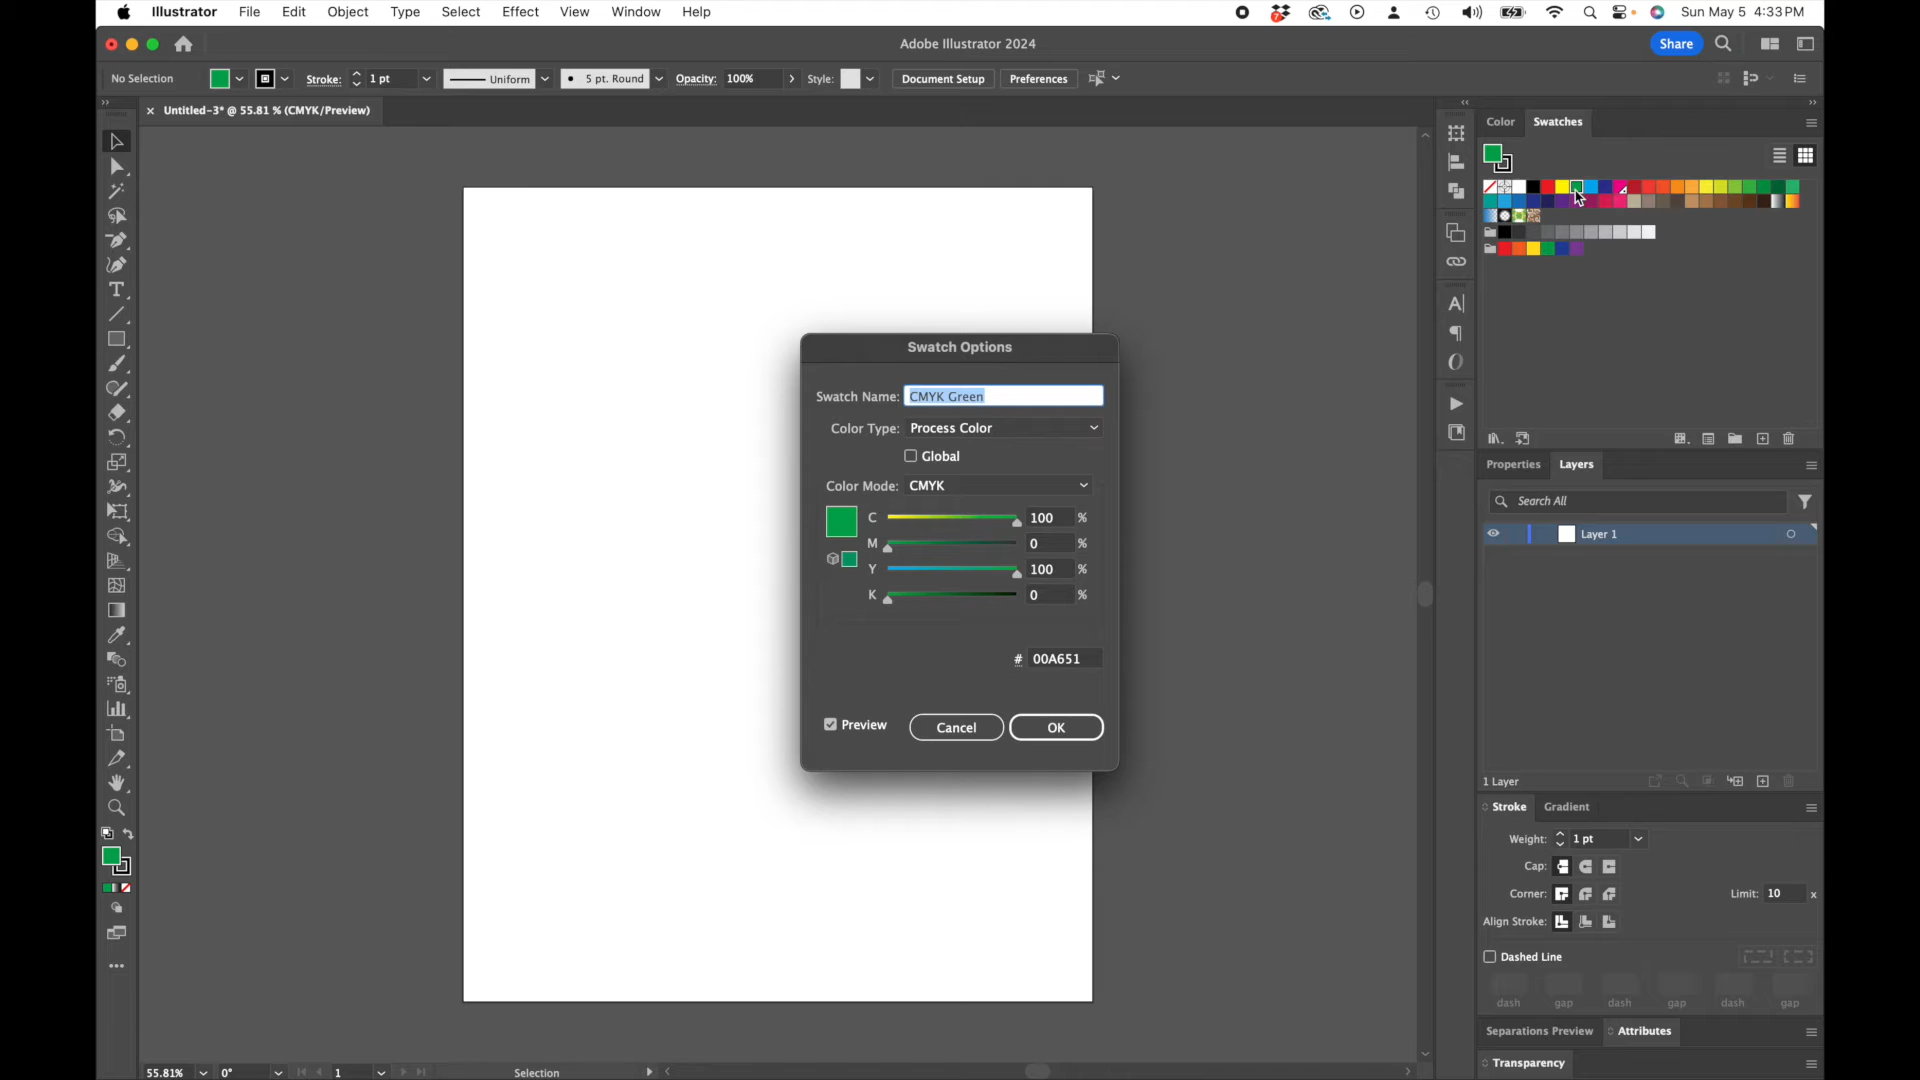 Illustrator File Edit Object Type Select Effect View Window Help Sun May 5 4:33 PM
Adobe Illustrator 2024 Share
No Selection Stroke: 1 pt Uniform 5 pt. Round Opacity: 100% Style: Document Setup Preferences
Untitled-3* @ 55.81 % (CMYK/Preview)
Color Swatches
Swatch Options
Swatch Name: CMYK Green
Color Type: Process Color
Global
Color Mode: CMYK
C 100 %
M 0 %
Y 100 %
K 0 %
# 00A651
Preview Cancel OK
Properties Layers
Search All
Layer 1
1 Layer
Stroke Gradient
Weight: 1 pt
Cap:
Corner: Limit: 10 x
Align Stroke:
Dashed Line
dash gap dash gap dash gap
Separations Preview Attributes
Transparency
55.81% 0° 1 Selection